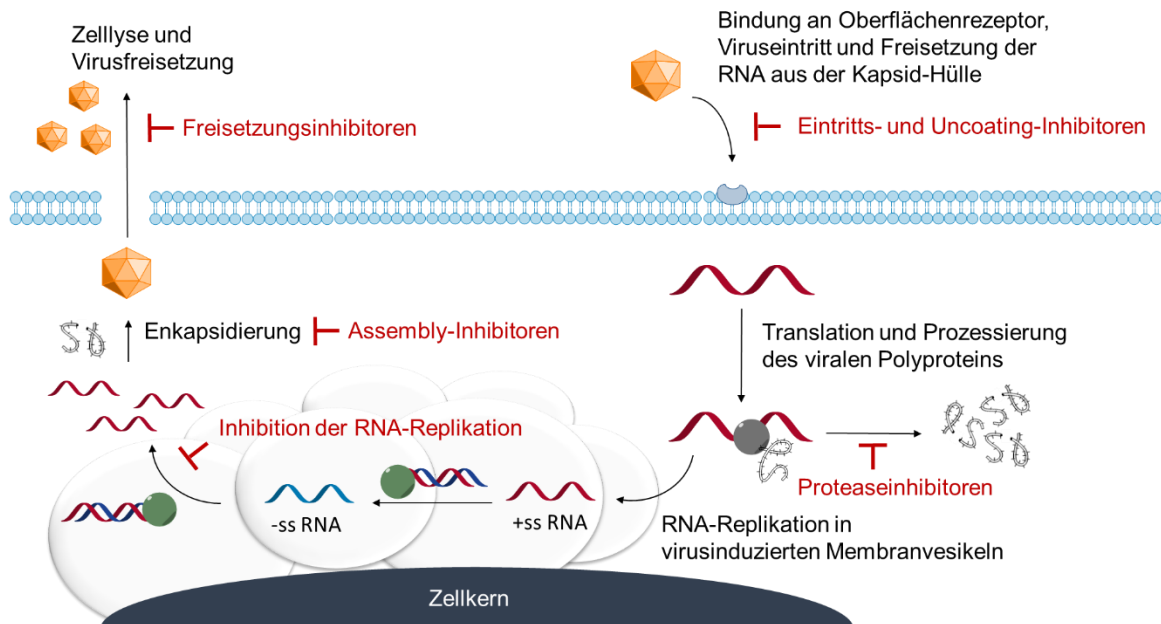 Zelllyse und
Virusfreisetzung
Freisetzungsinhibitoren
Bindung an Oberflächenrezeptor,
Viruseintritt und Freisetzung der
RNA aus der Kapsid-Hülle
Eintritts- und Uncoating-Inhibitoren
Enkapsidierung
Assembly-Inhibitoren
Translation und Prozessierung
des viralen Polyproteins
Inhibition der RNA-Replikation
Proteaseinhibitoren
-ss RNA
+ss RNA
RNA-Replikation in
virusinduzierten Membranvesikeln
Zellkern